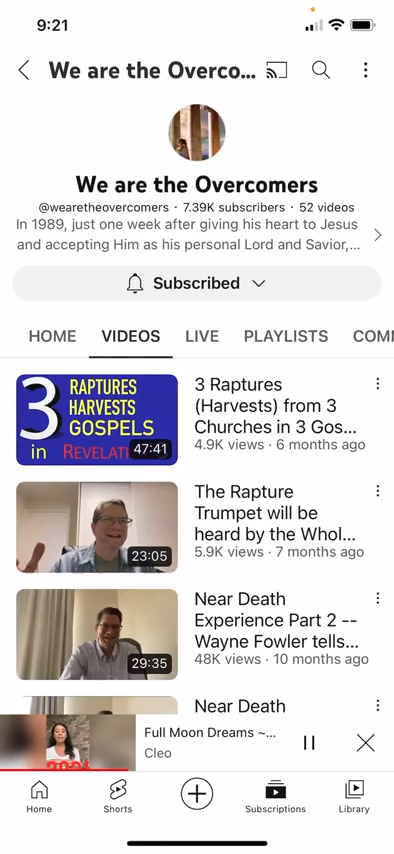 9:21
We are the Overco...
We are the Overcomers
@wearetheovercomers · 7.39K subscribers · 52 videos
In 1989, just one week after giving his heart to Jesus
and accepting Him as his personal Lord and Savior,...
Subscribed
HOME VIDEOS LIVE PLAYLISTS COM
3 RAPTURES
HARVESTS
GOSPELS
in REVELATI
47:41
3 Raptures
(Harvests) from 3
Churches in 3 Gos...
4.9K views · 6 months ago
23:05
The Rapture
Trumpet will be
heard by the Whol...
5.9K views · 7 months ago
29:35
Near Death
Experience Part 2 --
Wayne Fowler tells...
48K views · 10 months ago
Near Death
Full Moon Dreams ~...
Cleo
Home Shorts Subscriptions Library